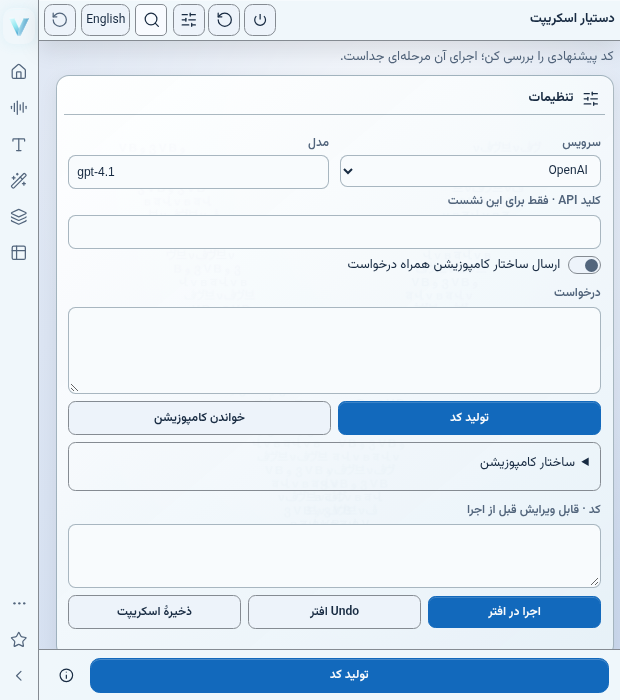 دستیار اسکریپت
English
کد پیشنهادی را بررسی کن؛ اجرای آن مرحله‌ای جداست.
تنظیمات
سرویس
مدل
OpenAI
gpt-4.1
کلید API · فقط برای این نشست
ارسال ساختار کامپوزیشن همراه درخواست
درخواست
تولید کد
خواندن کامپوزیشن
ساختار کامپوزیشن
کد · قابل ویرایش قبل از اجرا
اجرا در افتر
Undo افتر
ذخیرهٔ اسکریپت
تولید کد